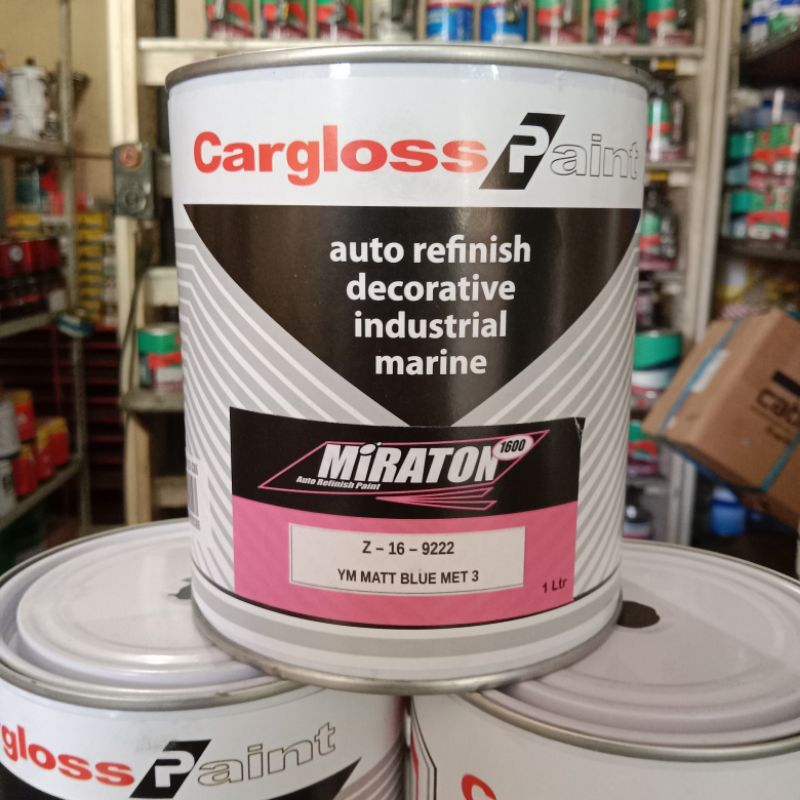 Cargloss Paint
auto refinish
decorative
industrial
marine
MiRATON 1600
Auto Refinish Paint
Z – 16 – 9222
YM MATT BLUE MET 3
1 Ltr
gloss Paint
C